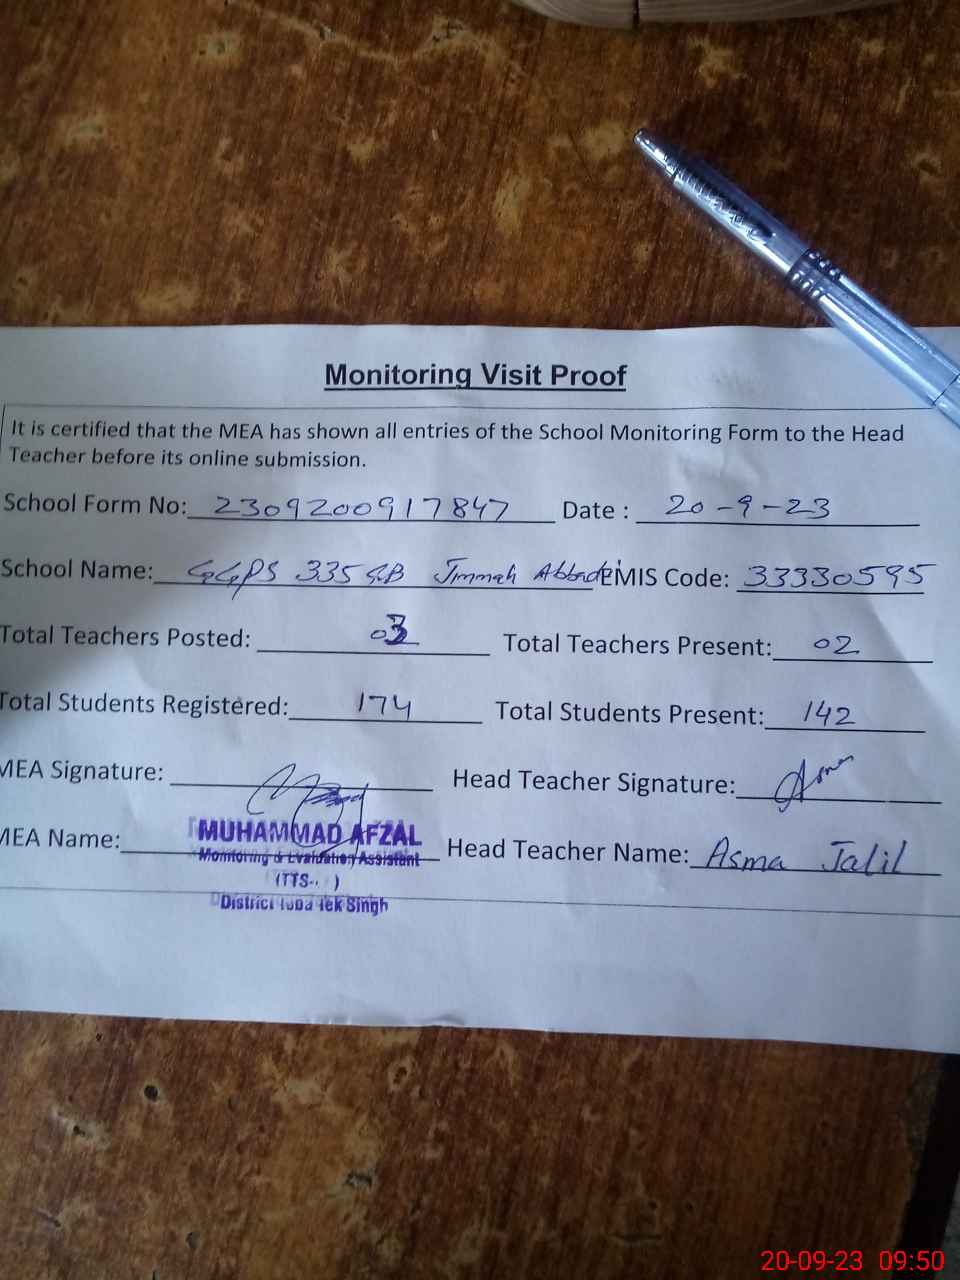 Monitoring Visit Proof
It is certified that the MEA has shown all entries of the School Monitoring Form to the Head
Teacher before its online submission.
School Form No: 2309200917847 Date : 20-9-23
School Name: GGPS 335 GB Jmmah Abbad EMIS Code: 33330595
Total Teachers Posted: 03 Total Teachers Present: 02
Total Students Registered: 174 Total Students Present: 142
MEA Signature: Head Teacher Signature: Asma
MEA Name: MUHAMMAD AFZAL Head Teacher Name: Asma Jalil
Monitoring & Evaluation Assistant
(TTS-. )
District Toba Tek Singh
20-09-23 09:50